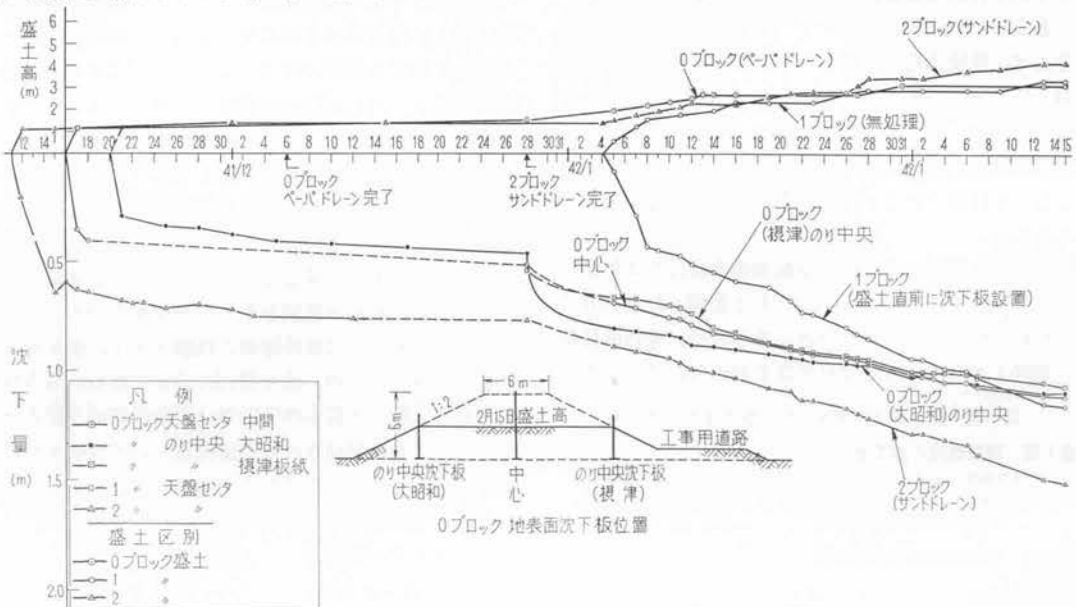 盛土高(m)
6
5
4
3
2
1
2ブロック(サンドドレーン)
0ブロック(ペーパドレーン)
1ブロック(無処理)
12 14 16 18 20 22 24 26 28 41/12 2 4 6 8 10 12 14 16 18 20 22 24 26 28 31 42/1 2 4 6 8 10 12 14 16 18 20 22 24 26 28 31 42/1 2 4 6 8 10 12 14 15
0ブロック
ペーパドレーン完了
2ブロック
サンドドレーン完了
0ブロック
(摂津)のり中央
0ブロック
中心
1ブロック
(盛土直前に沈下板設置)
0ブロック
(大昭和)のり中央
2ブロック
(サンドドレーン)
沈下量(m)
0.5
1.0
1.5
2.0
凡例
0ブロック天盤センタ 中間
のり中央 大昭和
〃 〃 摂津板紙
1 〃 天盤センタ
2 〃 〃
盛土区別
0ブロック盛土
1 〃
2 〃
6m
1:2
2月15日盛土高
工事用道路
のり中央沈下板
(大昭和)
中心
のり中央沈下板
(摂津)
0ブロック 地表面沈下板位置